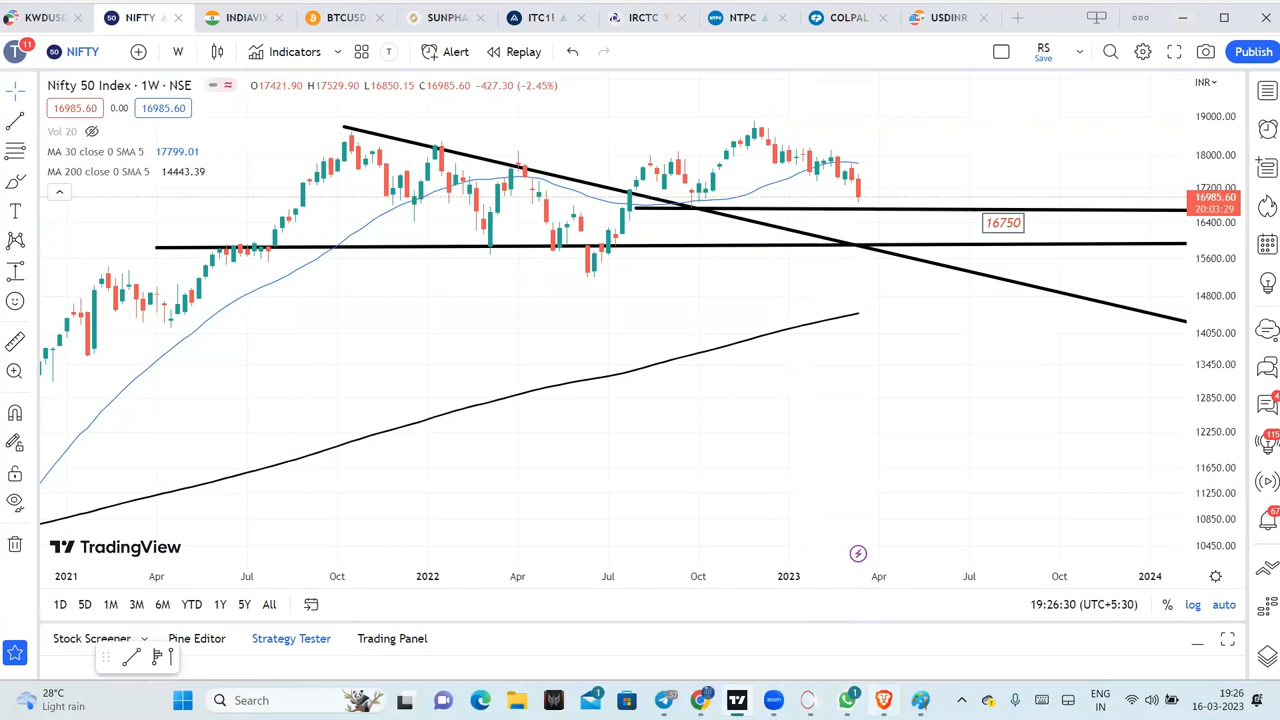 KWDUSC NIFTY INDIAVIX BTCUSD SUNPHA ITC1! IRCTC NTPC COLPAL USDINR
T 11 50 NIFTY W Indicators T Alert Replay RS Save Publish
Nifty 50 Index · 1W · NSE O17421.90 H17529.90 L16850.15 C16985.60 −427.30 (−2.45%) INR
16985.60 0.00 16985.60
Vol 20
MA 30 close 0 SMA 5 17799.01
MA 200 close 0 SMA 5 14443.39
19000.00
18000.00
17200.00
16985.60
20:03:29
16750
16400.00
15600.00
14800.00
14050.00
13450.00
12850.00
12250.00
11650.00
11250.00
10850.00
10450.00
TradingView
2021 Apr Jul Oct 2022 Apr Jul Oct 2023 Apr Jul Oct 2024
1D 5D 1M 3M 6M YTD 1Y 5Y All 19:26:30 (UTC+5:30) % log auto
Stock Screener Pine Editor Strategy Tester Trading Panel
4
115
67
28°C
Light rain
Search
ENG
IN
19:26
16-03-2023